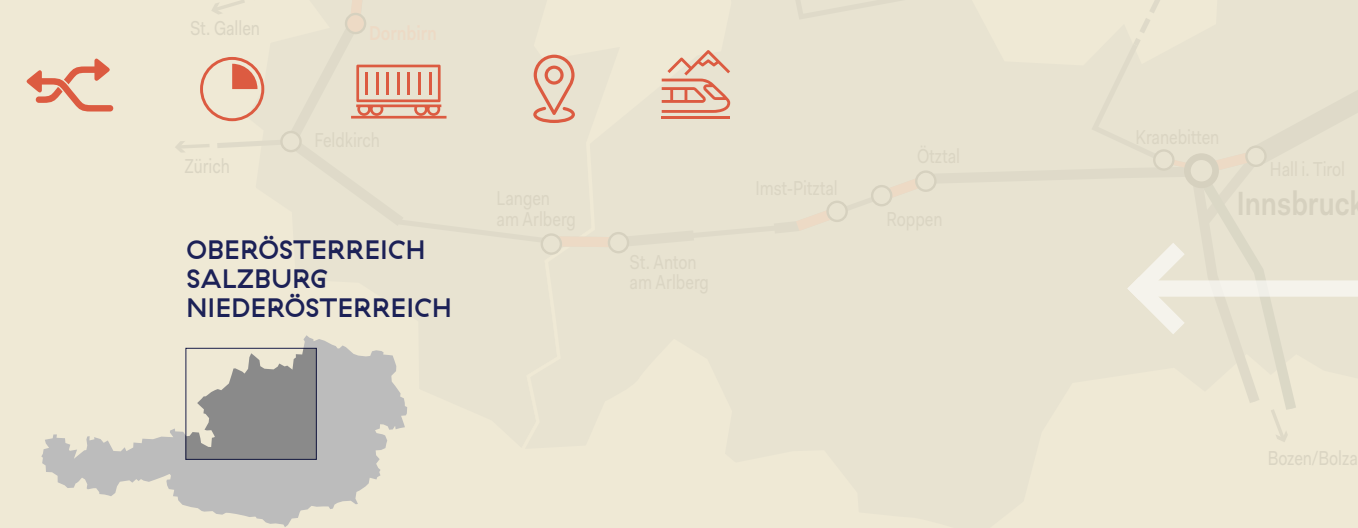 St. Gallen
Dornbirn
Feldkirch
Zürich
Kranebitten
Ötztal
Hall i. Tirol
Imst-Pitztal
Langen
am Arlberg
Roppen
Innsbruck
St. Anton
am Arlberg
OBERÖSTERREICH
SALZBURG
NIEDERÖSTERREICH
Bozen/Bolza